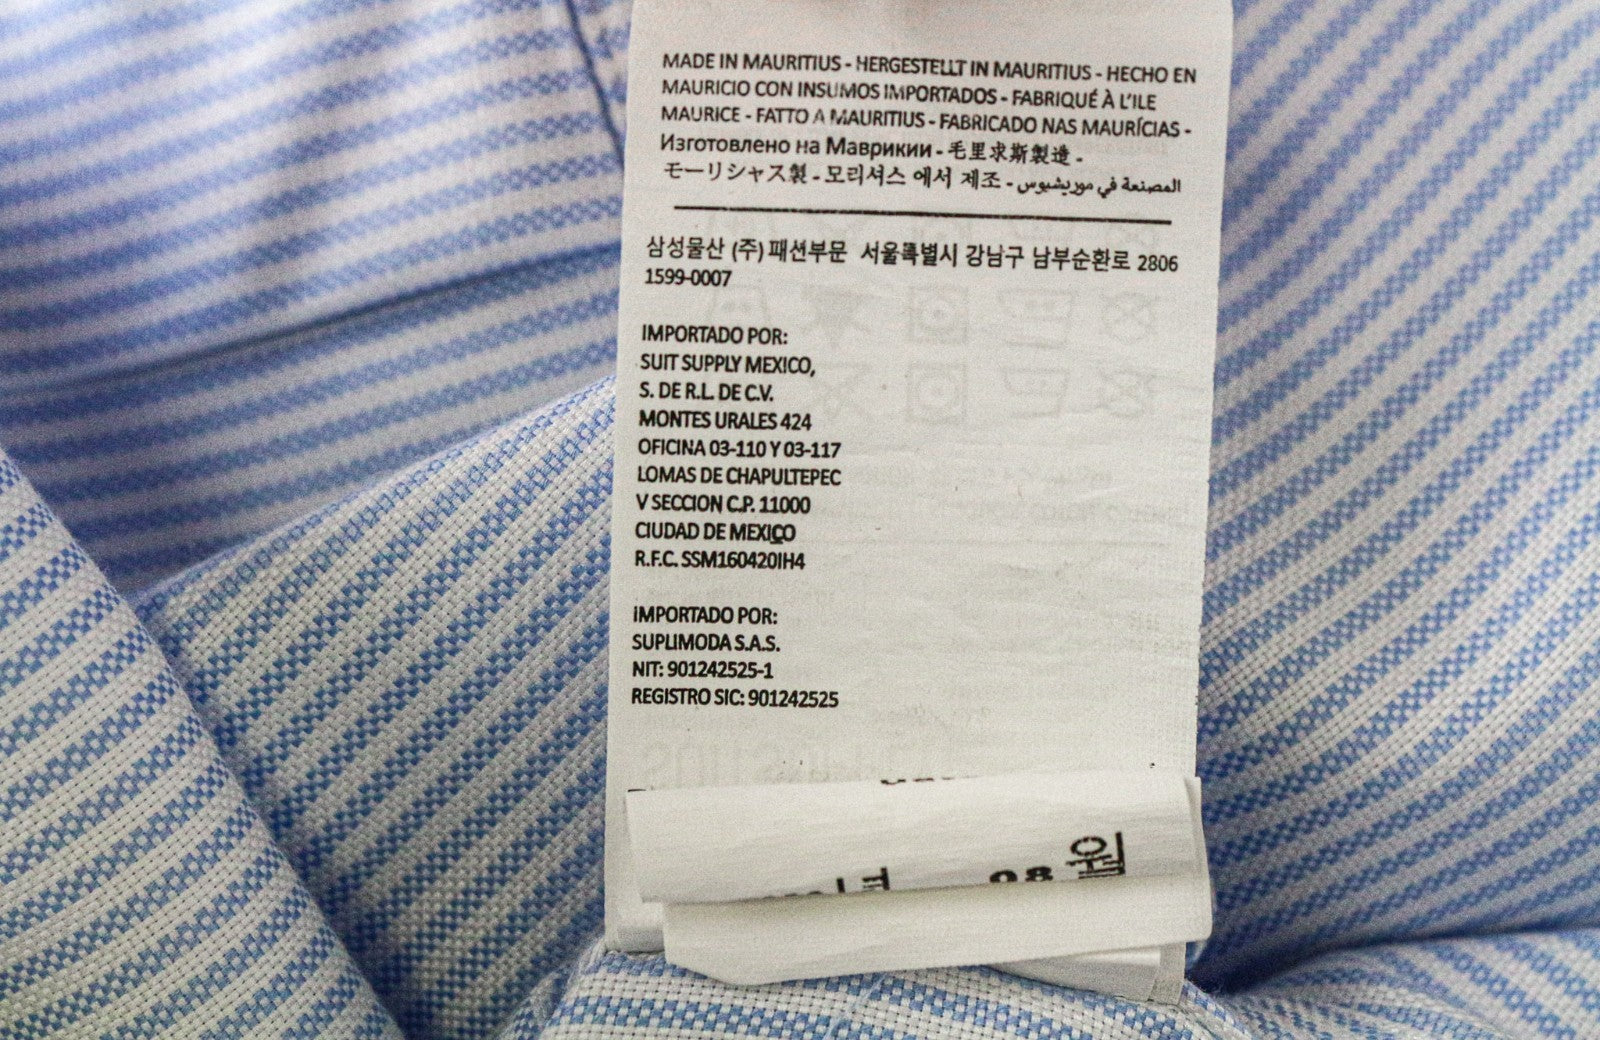 MADE IN MAURITIUS - HERGESTELLT IN MAURITIUS - HECHO EN
MAURICIO CON INSUMOS IMPORTADOS - FABRIQUÉ À L'ILE
MAURICE - FATTO A MAURITIUS - FABRICADO NAS MAURÍCIAS -
Изготовлено на Маврикии - 毛里求斯製造 -
モーリシャス製 - 모리셔스 에서 제조 - المصنعة في موريشيوس
삼성물산 (주) 패션부문 서울특별시 강남구 남부순환로 2806
1599-0007
IMPORTADO POR:
SUIT SUPPLY MEXICO,
S. DE R.L. DE C.V.
MONTES URALES 424
OFICINA 03-110 Y 03-117
LOMAS DE CHAPULTEPEC
V SECCION C.P. 11000
CIUDAD DE MEXICO
R.F.C. SSM160420IH4
IMPORTADO POR:
SUPLIMODA S.A.S.
NIT: 901242525-1
REGISTRO SIC: 901242525